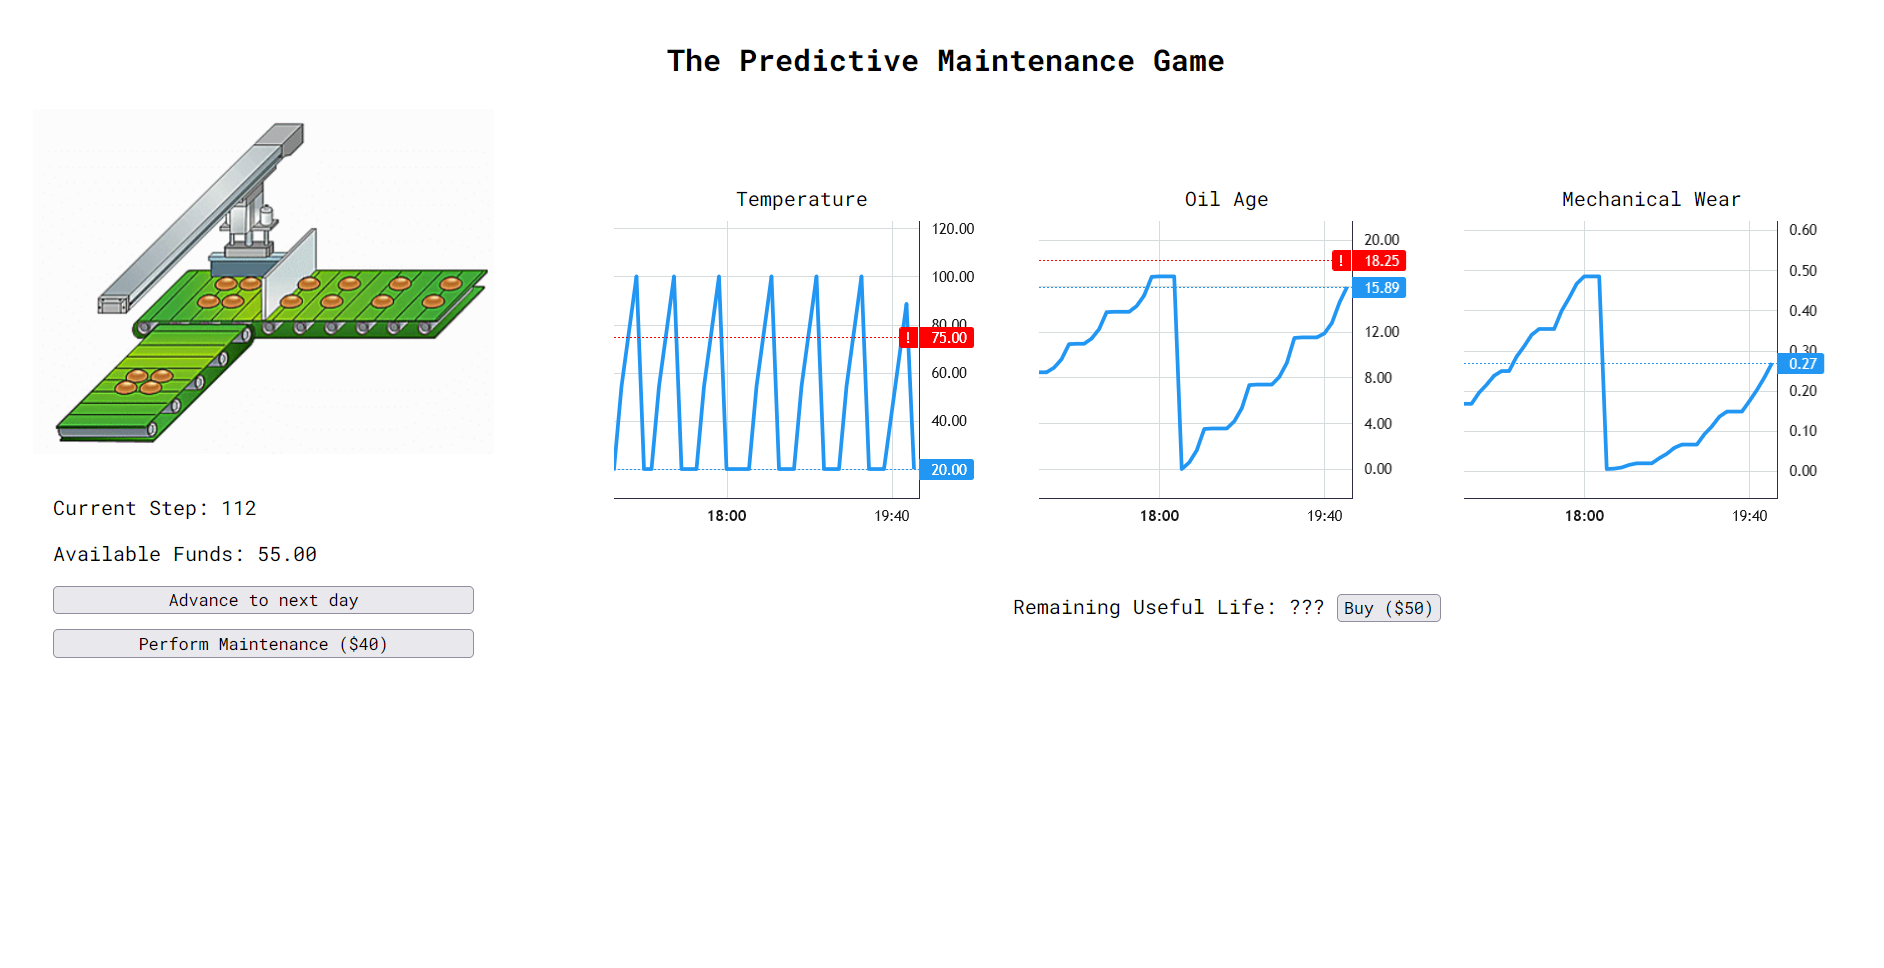 The Predictive Maintenance Game
Temperature
120.00
100.00
80.00
! 75.00
60.00
40.00
20.00
18:00 19:40
Oil Age
20.00
! 18.25
15.89
12.00
8.00
4.00
0.00
18:00 19:40
Mechanical Wear
0.60
0.50
0.40
0.30
0.27
0.20
0.10
0.00
18:00 19:40
Current Step: 112
Available Funds: 55.00
Advance to next day
Perform Maintenance ($40)
Remaining Useful Life: ??? Buy ($50)